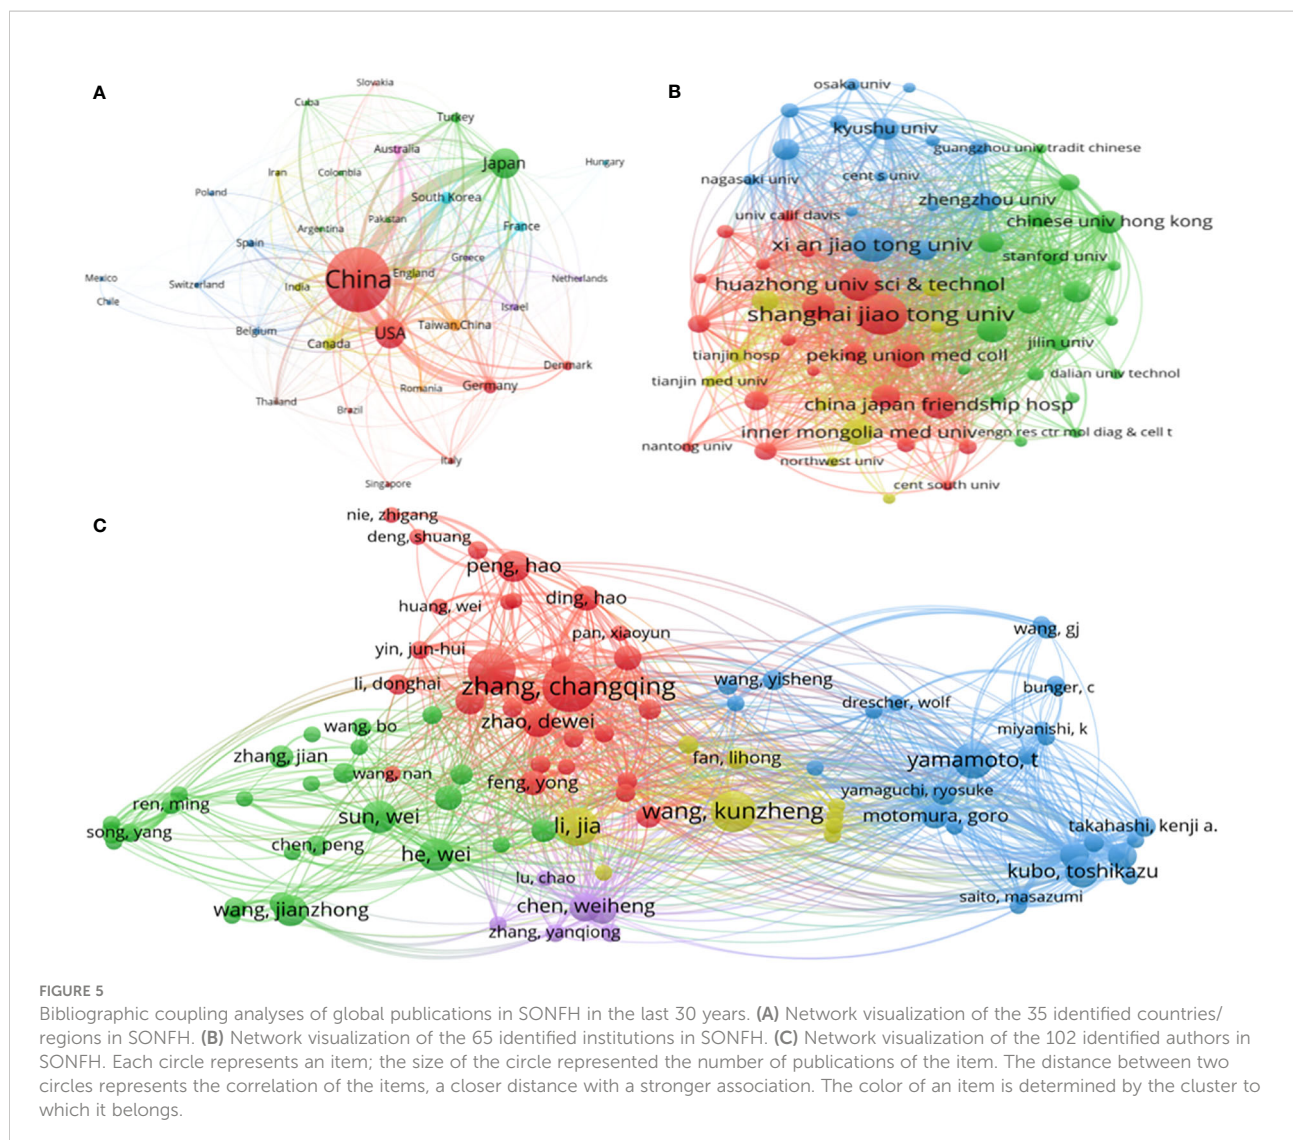 A
Slovakia
Cuba
Turkey
Australia
Japan
Hungary
Iran
Colombia
Poland
South Korea
Pakistan
Argentina
France
Spain
Greece
China
England
Mexico
Switzerland
India
Netherlands
Chile
Israel
Belgium
USA
Taiwan,China
Canada
Denmark
Romania
Germany
Thailand
Brazil
Italy
Singapore
B
osaka univ
kyushu univ
guangzhou univ tradit chinese
nagasaki univ
cent s univ
zhengzhou univ
univ calif davis
chinese univ hong kong
xi an jiao tong univ
stanford univ
huazhong univ sci & technol
shanghai jiao tong univ
jilin univ
tianjin hosp
peking union med coll
dalian univ technol
tianjin med univ
china japan friendship hosp
inner mongolia med univ
engn res ctr mol diag & cell t
nantong univ
northwest univ
cent south univ
C
nie, zhigang
deng, shuang
peng, hao
huang, wei
ding, hao
pan, xiaoyun
wang, gj
yin, jun-hui
li, donghai
zhang, changqing
wang, yisheng
bunger, c
drescher, wolf
wang, bo
zhao, dewei
miyanishi, k
zhang, jian
fan, lihong
yamamoto, t
wang, nan
feng, yong
yamaguchi, ryosuke
ren, ming
sun, wei
li, jia
wang, kunzheng
motomura, goro
song, yang
takahashi, kenji a.
chen, peng
he, wei
lu, chao
kubo, toshikazu
saito, masazumi
wang, jianzhong
chen, weiheng
zhang, yanqiong
FIGURE 5
Bibliographic coupling analyses of global publications in SONFH in the last 30 years. (A) Network visualization of the 35 identified countries/
regions in SONFH. (B) Network visualization of the 65 identified institutions in SONFH. (C) Network visualization of the 102 identified authors in
SONFH. Each circle represents an item; the size of the circle represented the number of publications of the item. The distance between two
circles represents the correlation of the items, a closer distance with a stronger association. The color of an item is determined by the cluster to
which it belongs.